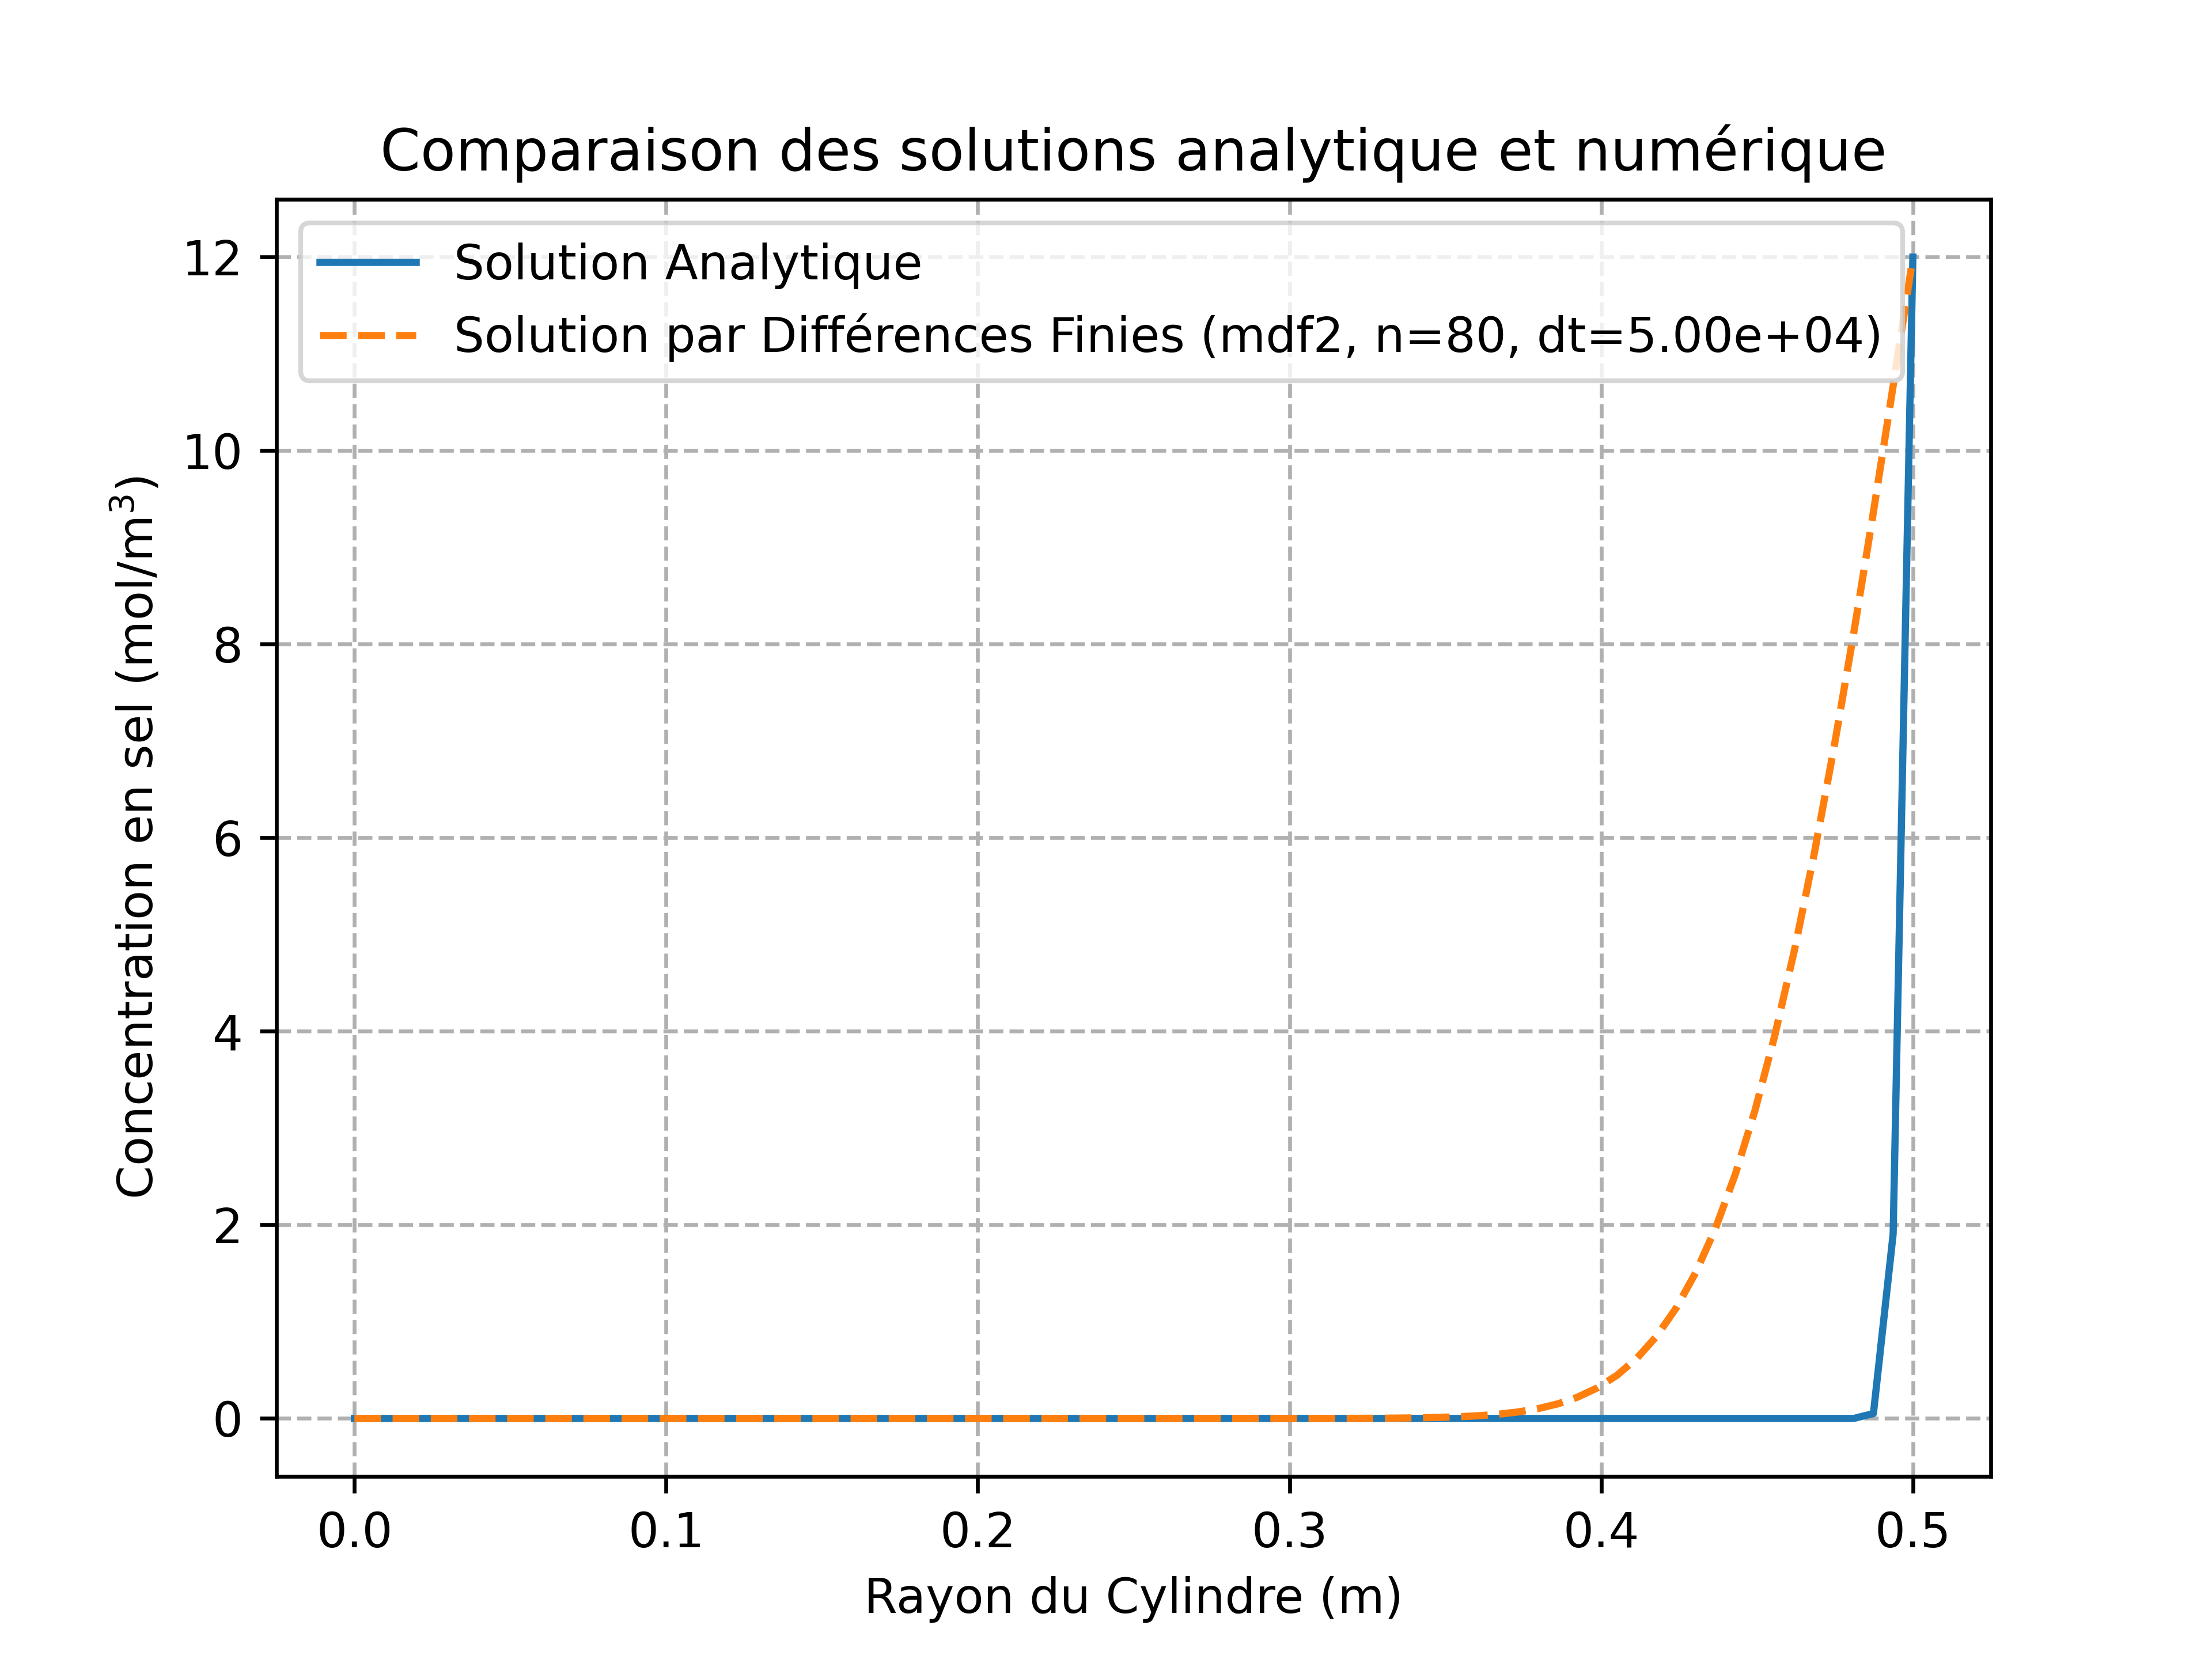 Comparaison des solutions analytique et numérique
Solution Analytique
Solution par Différences Finies (mdf2, n=80, dt=5.00e+04)
Concentration en sel (mol/m³)
12
10
8
6
4
2
0
0.0 0.1 0.2 0.3 0.4 0.5
Rayon du Cylindre (m)